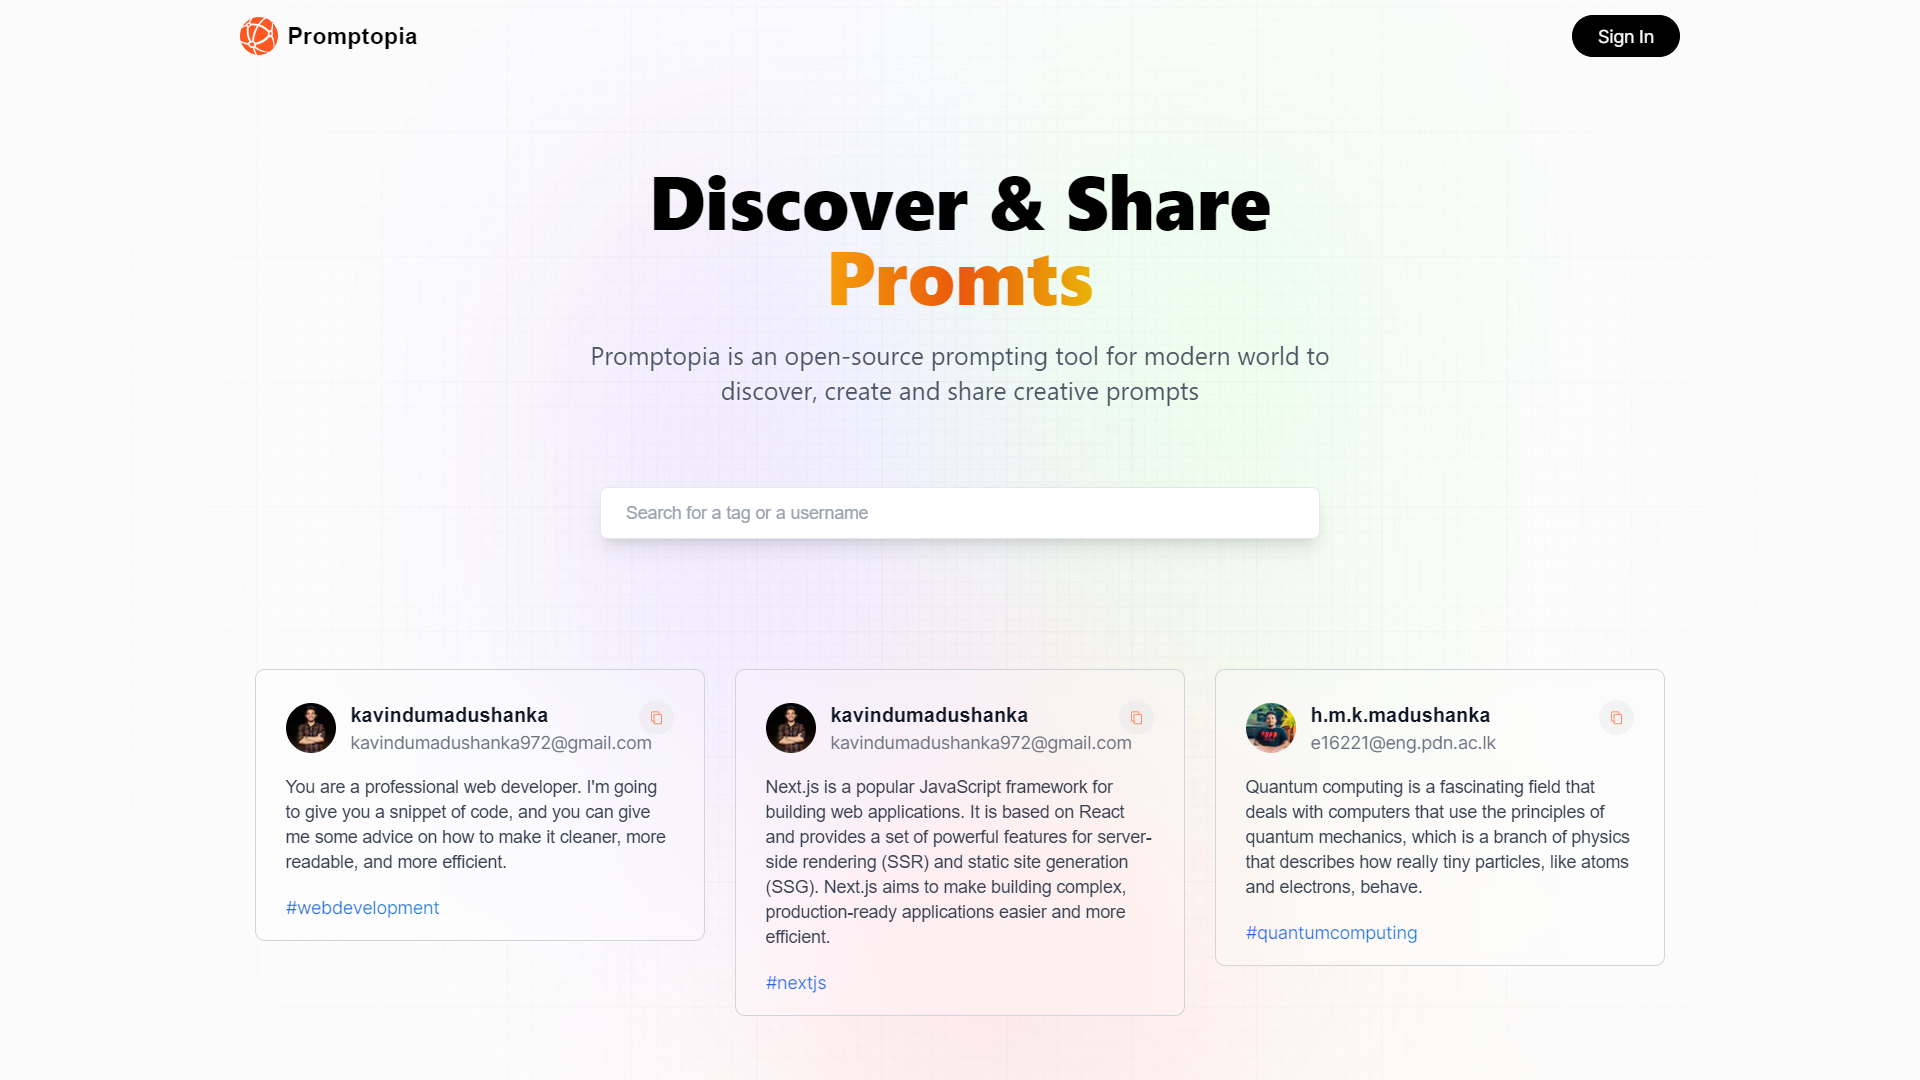 Promptopia
Sign In
Discover & Share
Promts
Promptopia is an open-source prompting tool for modern world to
discover, create and share creative prompts
Search for a tag or a username
kavindumadushanka
kavindumadushanka972@gmail.com
You are a professional web developer. I'm going
to give you a snippet of code, and you can give
me some advice on how to make it cleaner, more
readable, and more efficient.
#webdevelopment
kavindumadushanka
kavindumadushanka972@gmail.com
Next.js is a popular JavaScript framework for
building web applications. It is based on React
and provides a set of powerful features for server-
side rendering (SSR) and static site generation
(SSG). Next.js aims to make building complex,
production-ready applications easier and more
efficient.
#nextjs
h.m.k.madushanka
e16221@eng.pdn.ac.lk
Quantum computing is a fascinating field that
deals with computers that use the principles of
quantum mechanics, which is a branch of physics
that describes how really tiny particles, like atoms
and electrons, behave.
#quantumcomputing